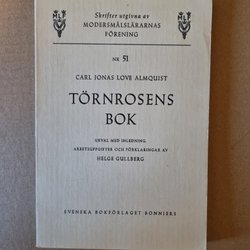 Skrifter utgivna av
MODERSMÅLSLÄRARNAS
FÖRENING
NR 51
CARL JONAS LOVE ALMQUIST
TÖRNROSENS
BOK
URVAL MED INLEDNING,
ARBETSUPPGIFTER OCH FÖRKLARINGAR AV
HELGE GULLBERG
SVENSKA BOKFÖRLAGET BONNIERS